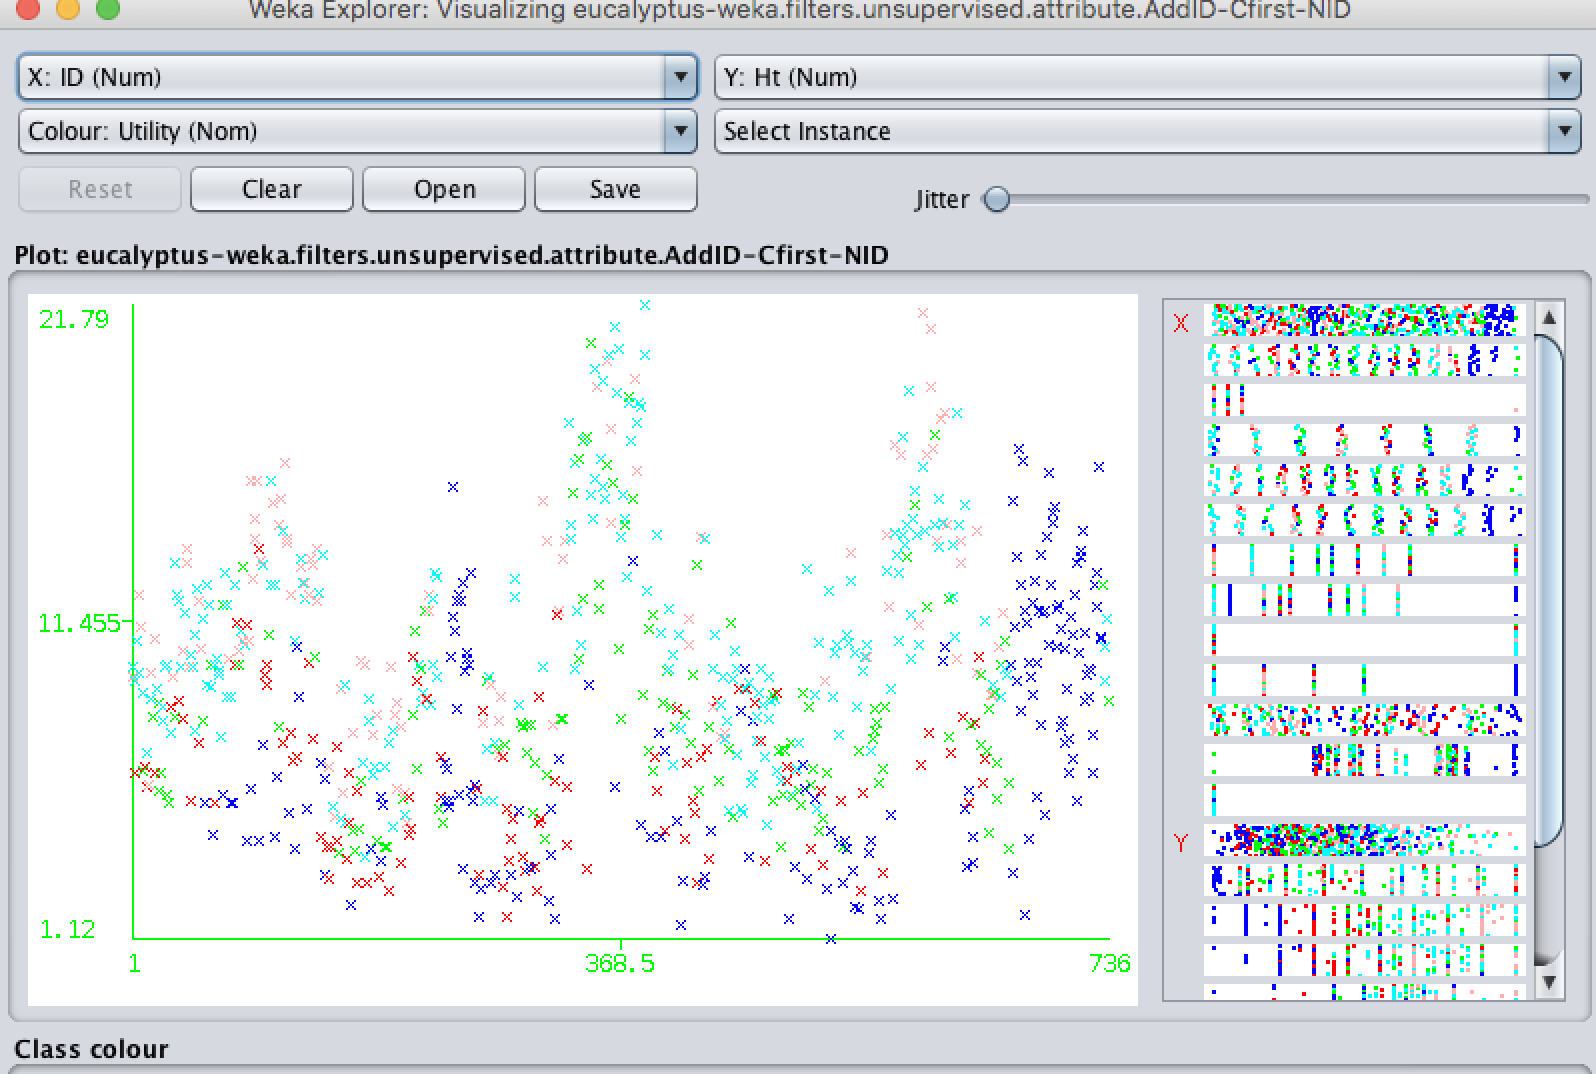 Weka Explorer: Visualizing eucalyptus-weka.filters.unsupervised.attribute.AddID-Cfirst-NID
X: ID (Num)
Y: Ht (Num)
Colour: Utility (Nom)
Select Instance
Reset
Clear
Open
Save
Jitter
Plot: eucalyptus-weka.filters.unsupervised.attribute.AddID-Cfirst-NID
21.79
11.455
1.12
1
368.5
736
X
Y
Class colour